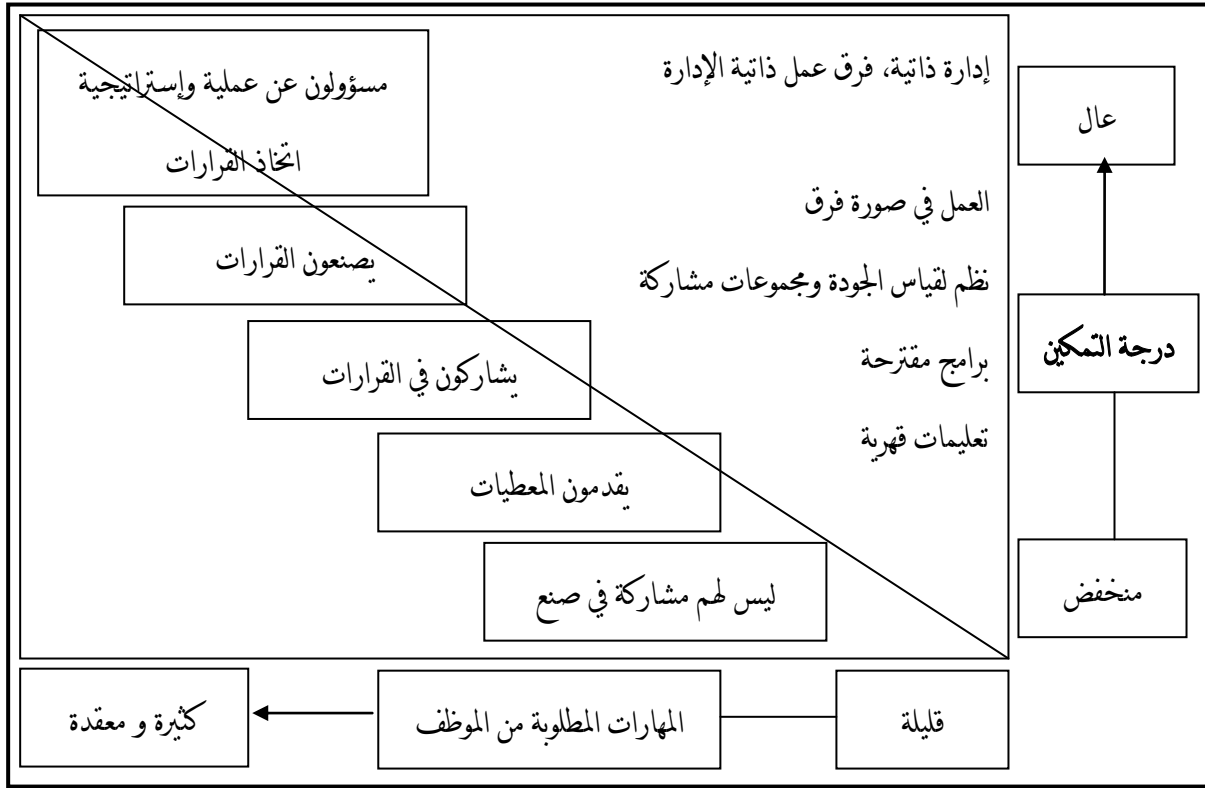 إدارة ذاتية، فرق عمل ذاتية الإدارة
مسؤولون عن عملية وإستراتيجية
اتخاذ القرارات
عال
العمل في صورة فرق
يصنعون القرارات
نظم لقياس الجودة ومجموعات مشاركة
درجة التمكين
برامج مقترحة
يشاركون في القرارات
تعليمات قهرية
يقدمون المعطيات
منخفض
ليس لهم مشاركة في صنع
قليلة
المهارات المطلوبة من الموظف
كثيرة و معقدة